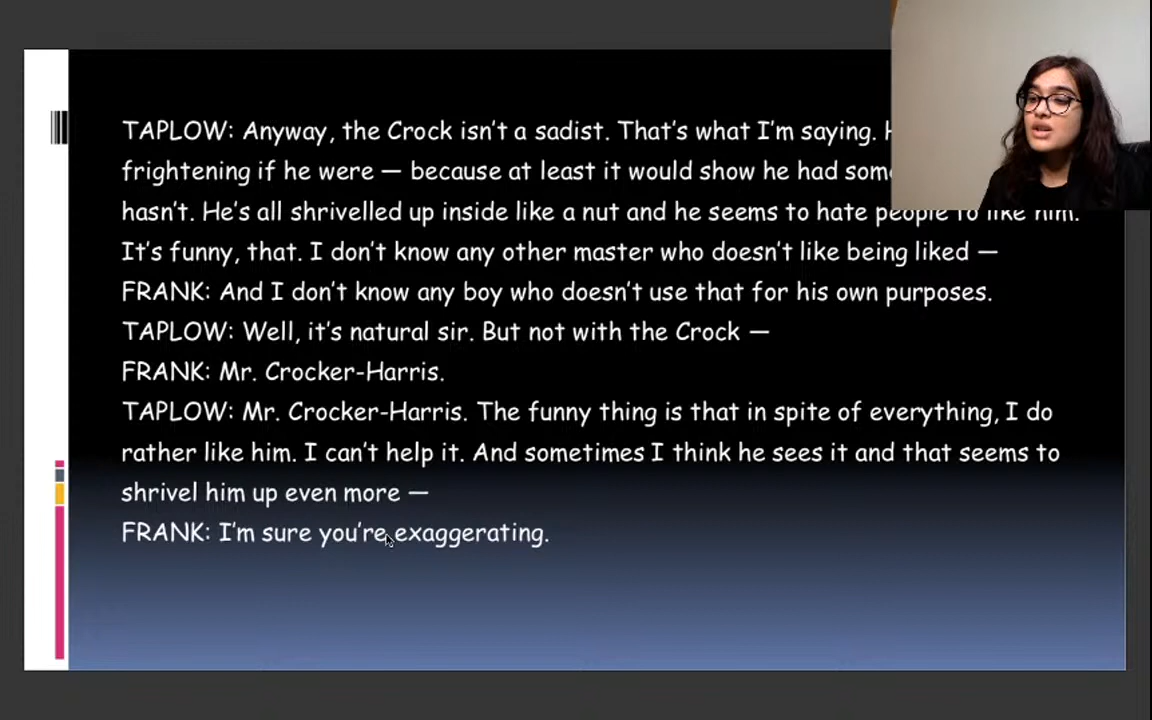 TAPLOW: Anyway, the Crock isn't a sadist. That's what I'm saying.
frightening if he were — because at least it would show he had
hasn't. He's all shrivelled up inside like a nut and he seems to hate people to like him.
It's funny, that. I don't know any other master who doesn't like being liked —
FRANK: And I don't know any boy who doesn't use that for his own purposes.
TAPLOW: Well, it's natural sir. But not with the Crock —
FRANK: Mr. Crocker-Harris.
TAPLOW: Mr. Crocker-Harris. The funny thing is that in spite of everything, I do
rather like him. I can't help it. And sometimes I think he sees it and that seems to
shrivel him up even more —
FRANK: I'm sure you're exaggerating.